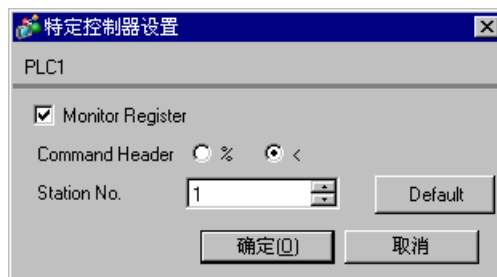 特定控制器设置
PLC1
Monitor Register
Command Header % <
Station No. 1 Default
确定(O) 取消